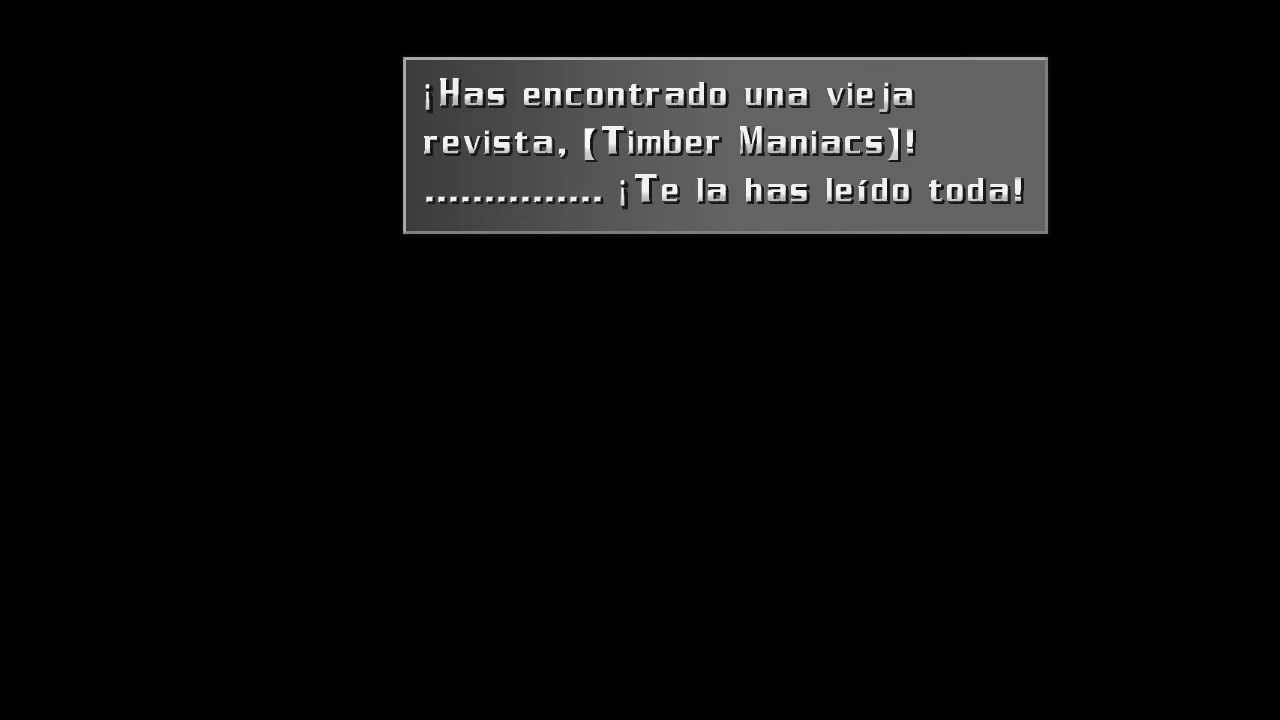 ¡Has encontrado una vieja
revista, [Timber Maniacs]!
............... ¡Te la has leído toda!